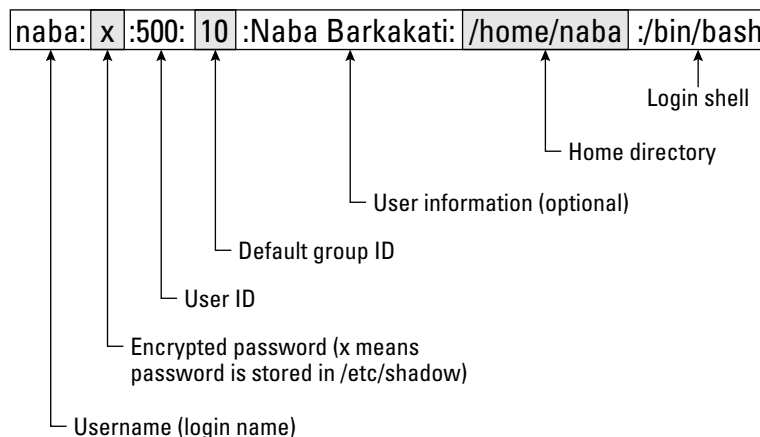 naba: x :500: 10 :Naba Barkakati: /home/naba :/bin/bash
Login shell
Home directory
User information (optional)
Default group ID
User ID
Encrypted password (x means
password is stored in /etc/shadow)
Username (login name)